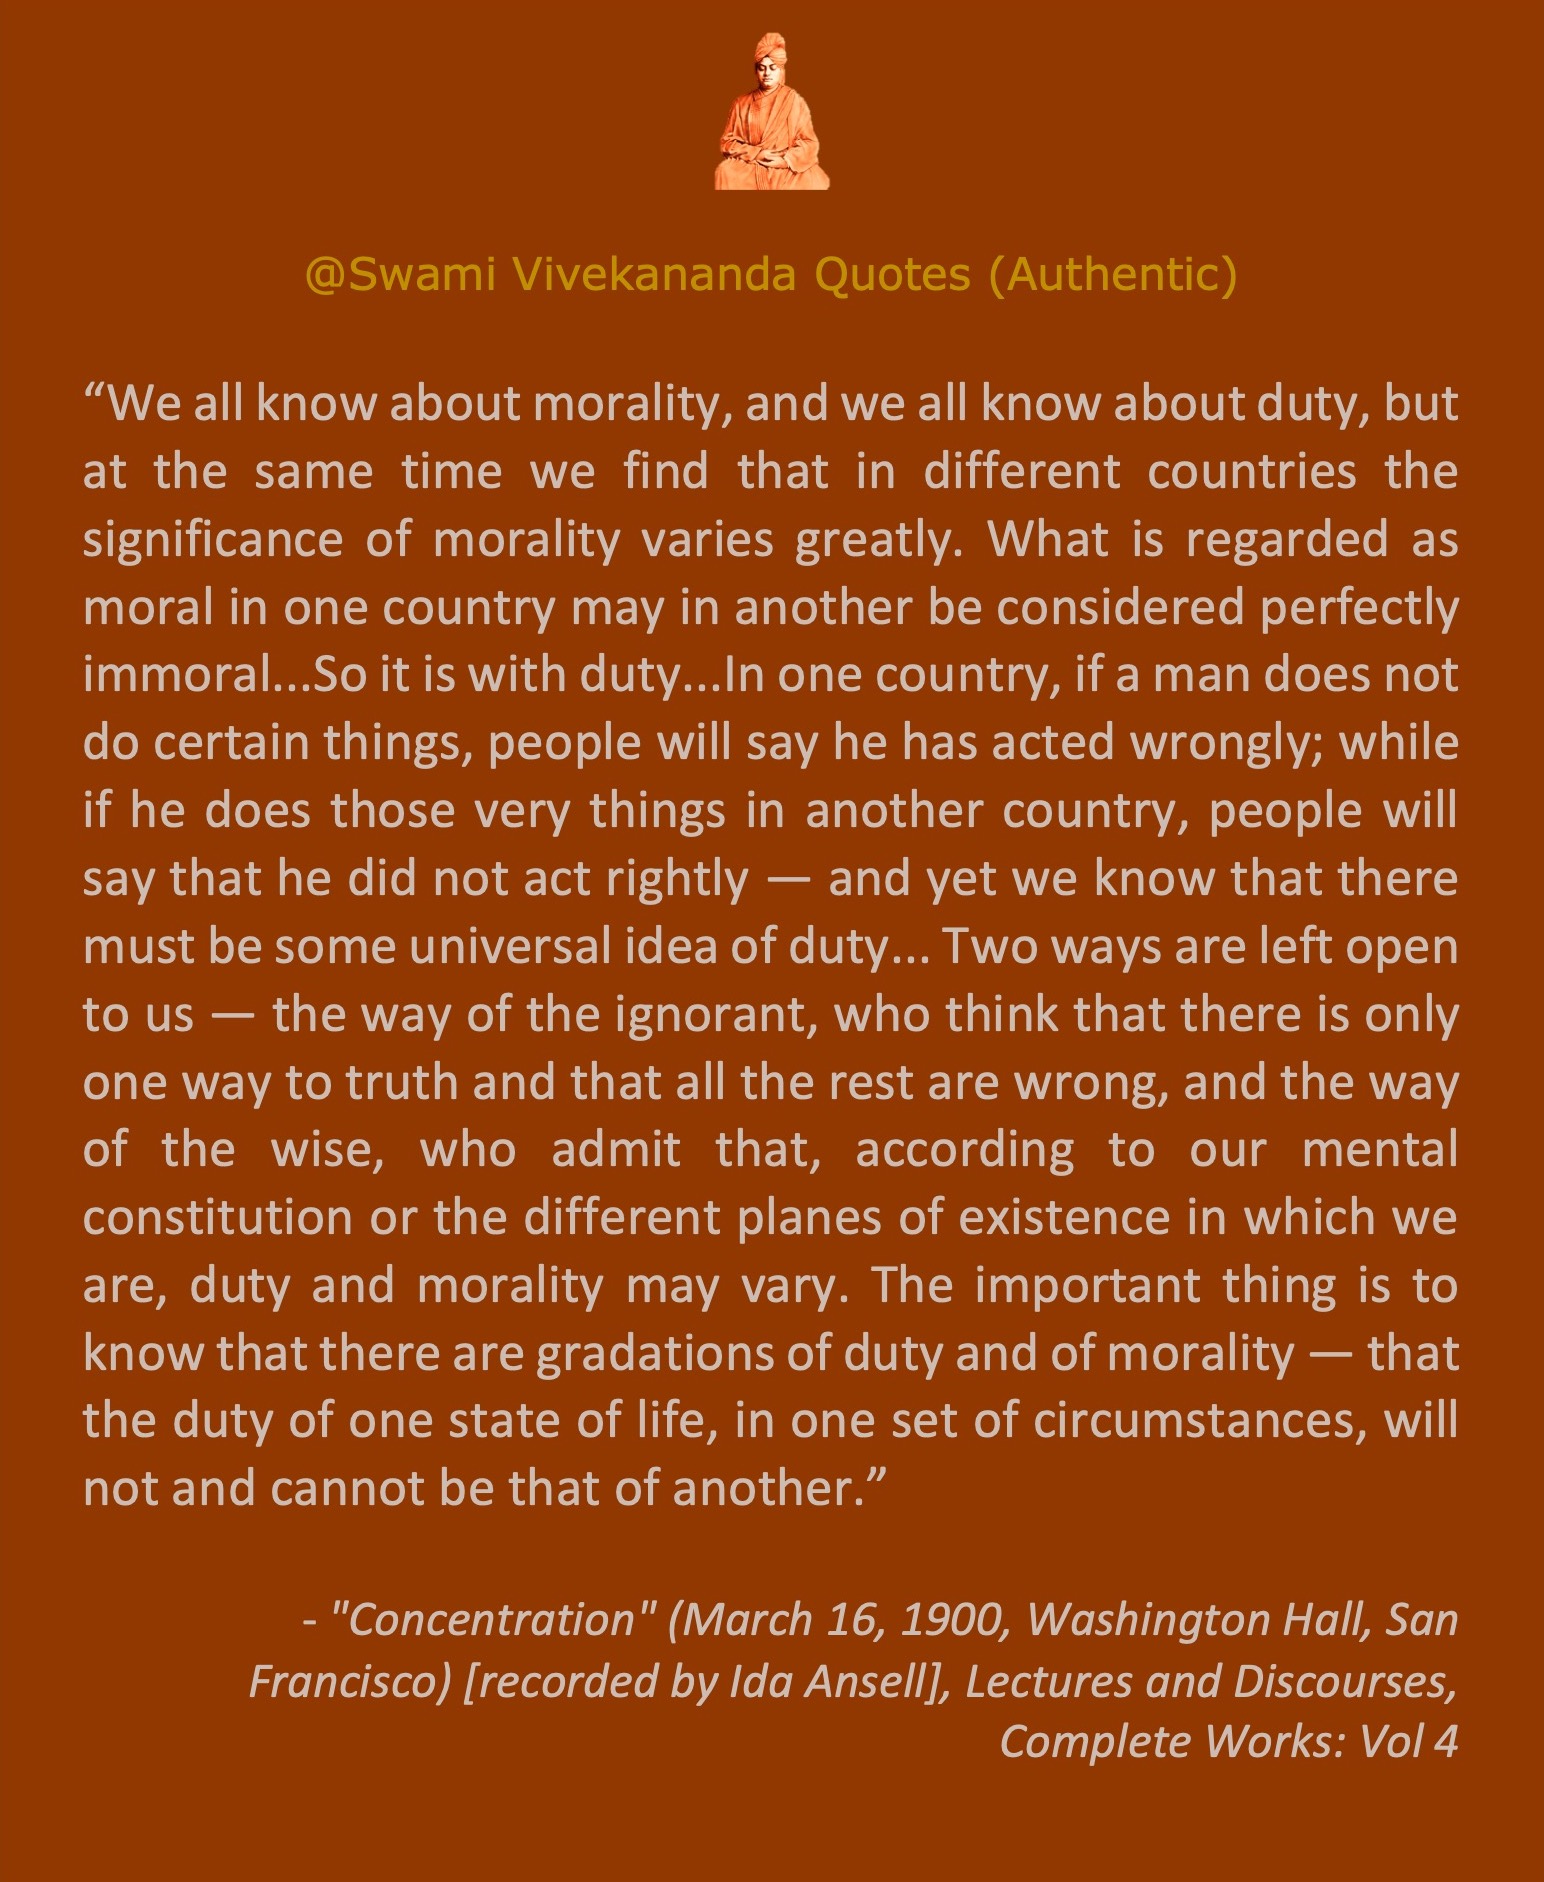 @Swami Vivekananda Quotes (Authentic)
“We all know about morality, and we all know about duty, but
at the same time we find that in different countries the
significance of morality varies greatly. What is regarded as
moral in one country may in another be considered perfectly
immoral...So it is with duty...In one country, if a man does not
do certain things, people will say he has acted wrongly; while
if he does those very things in another country, people will
say that he did not act rightly — and yet we know that there
must be some universal idea of duty... Two ways are left open
to us — the way of the ignorant, who think that there is only
one way to truth and that all the rest are wrong, and the way
of the wise, who admit that, according to our mental
constitution or the different planes of existence in which we
are, duty and morality may vary. The important thing is to
know that there are gradations of duty and of morality — that
the duty of one state of life, in one set of circumstances, will
not and cannot be that of another.”
- "Concentration" (March 16, 1900, Washington Hall, San
Francisco) [recorded by Ida Ansell], Lectures and Discourses,
Complete Works: Vol 4